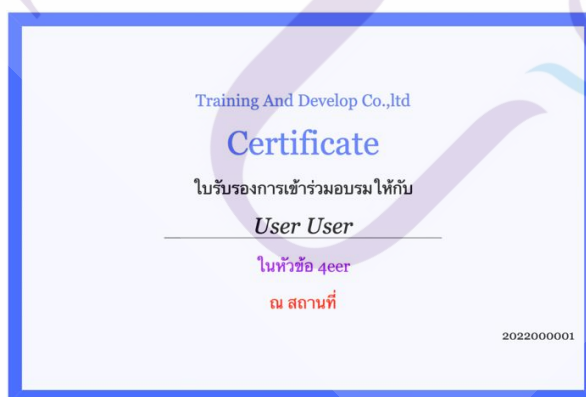 Training And Develop Co.,ltd
Certificate
ใบรับรองการเข้าร่วมอบรม ให้กับ
User User
ในหัวข้อ 4eer
ณ สถานที่
2022000001